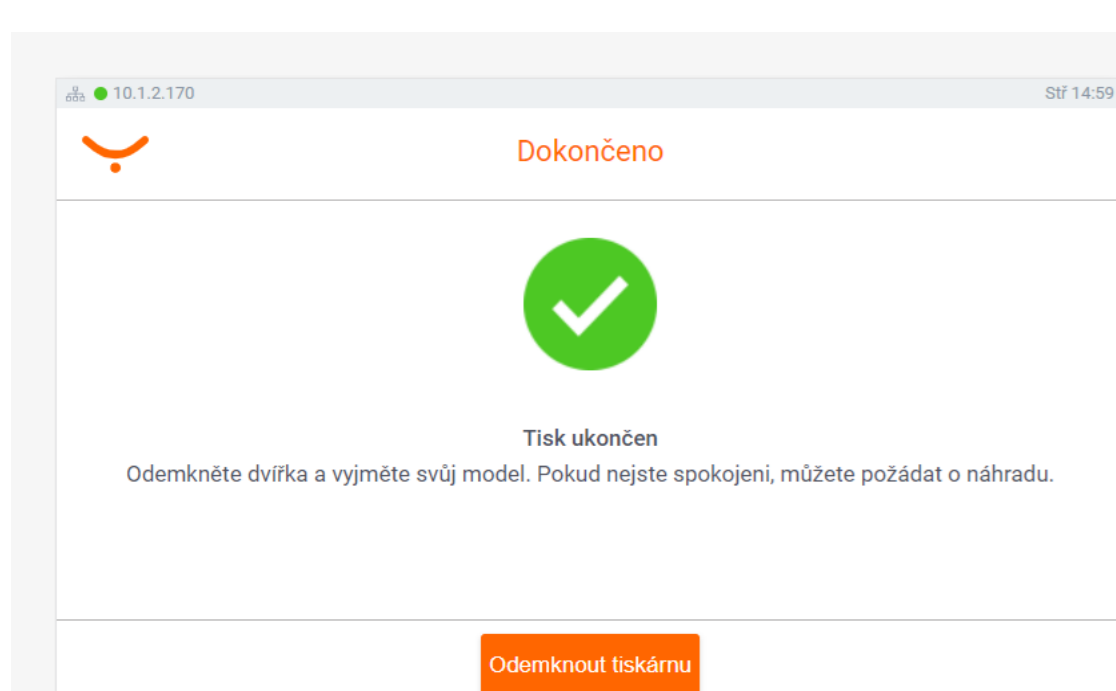 10.1.2.170 Stř 14:59
Dokončeno
Tisk ukončen
Odemkněte dvířka a vyjměte svůj model. Pokud nejste spokojeni, můžete požádat o náhradu.
Odemknout tiskárnu